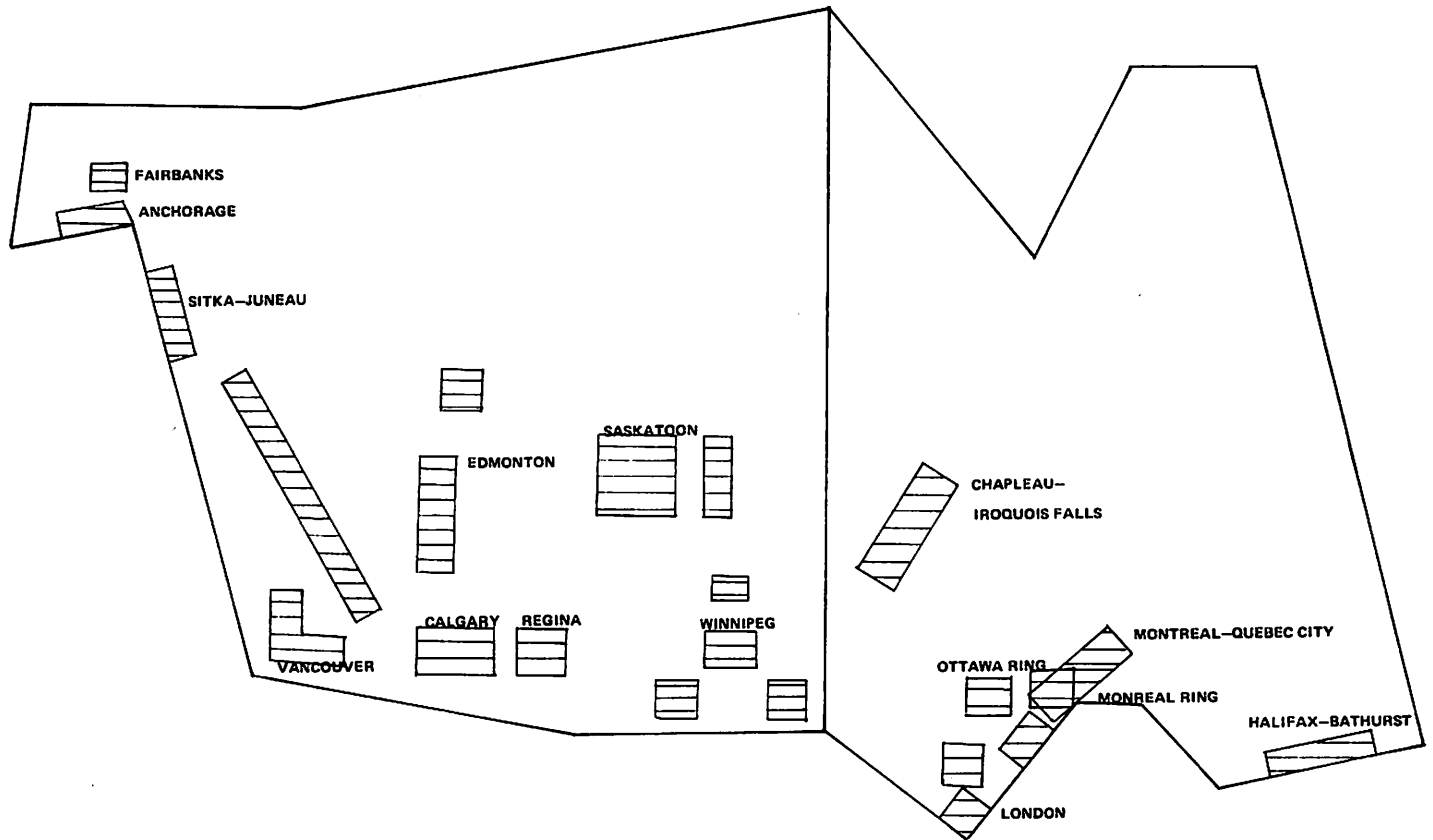 FAIRBANKS
ANCHORAGE
SITKA–JUNEAU
SASKATOON
EDMONTON
CHAPLEAU–
IROQUOIS FALLS
CALGARY
REGINA
WINNIPEG
VANCOUVER
MONTREAL–QUEBEC CITY
OTTAWA RING
MONREAL RING
HALIFAX–BATHURST
LONDON